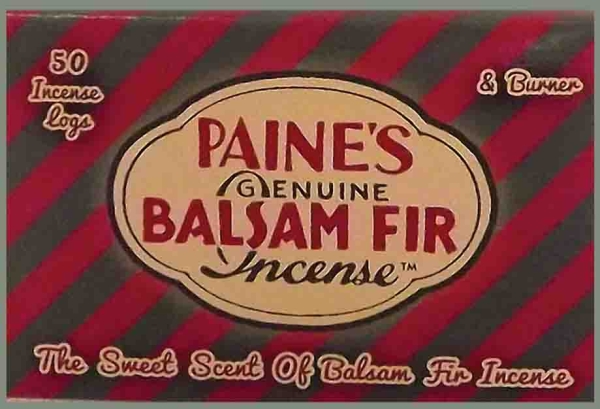 50
Incense
Logs
& Burner
PAINE'S
GENUINE
BALSAM FIR
Incense™
The Sweet Scent Of Balsam Fir Incense